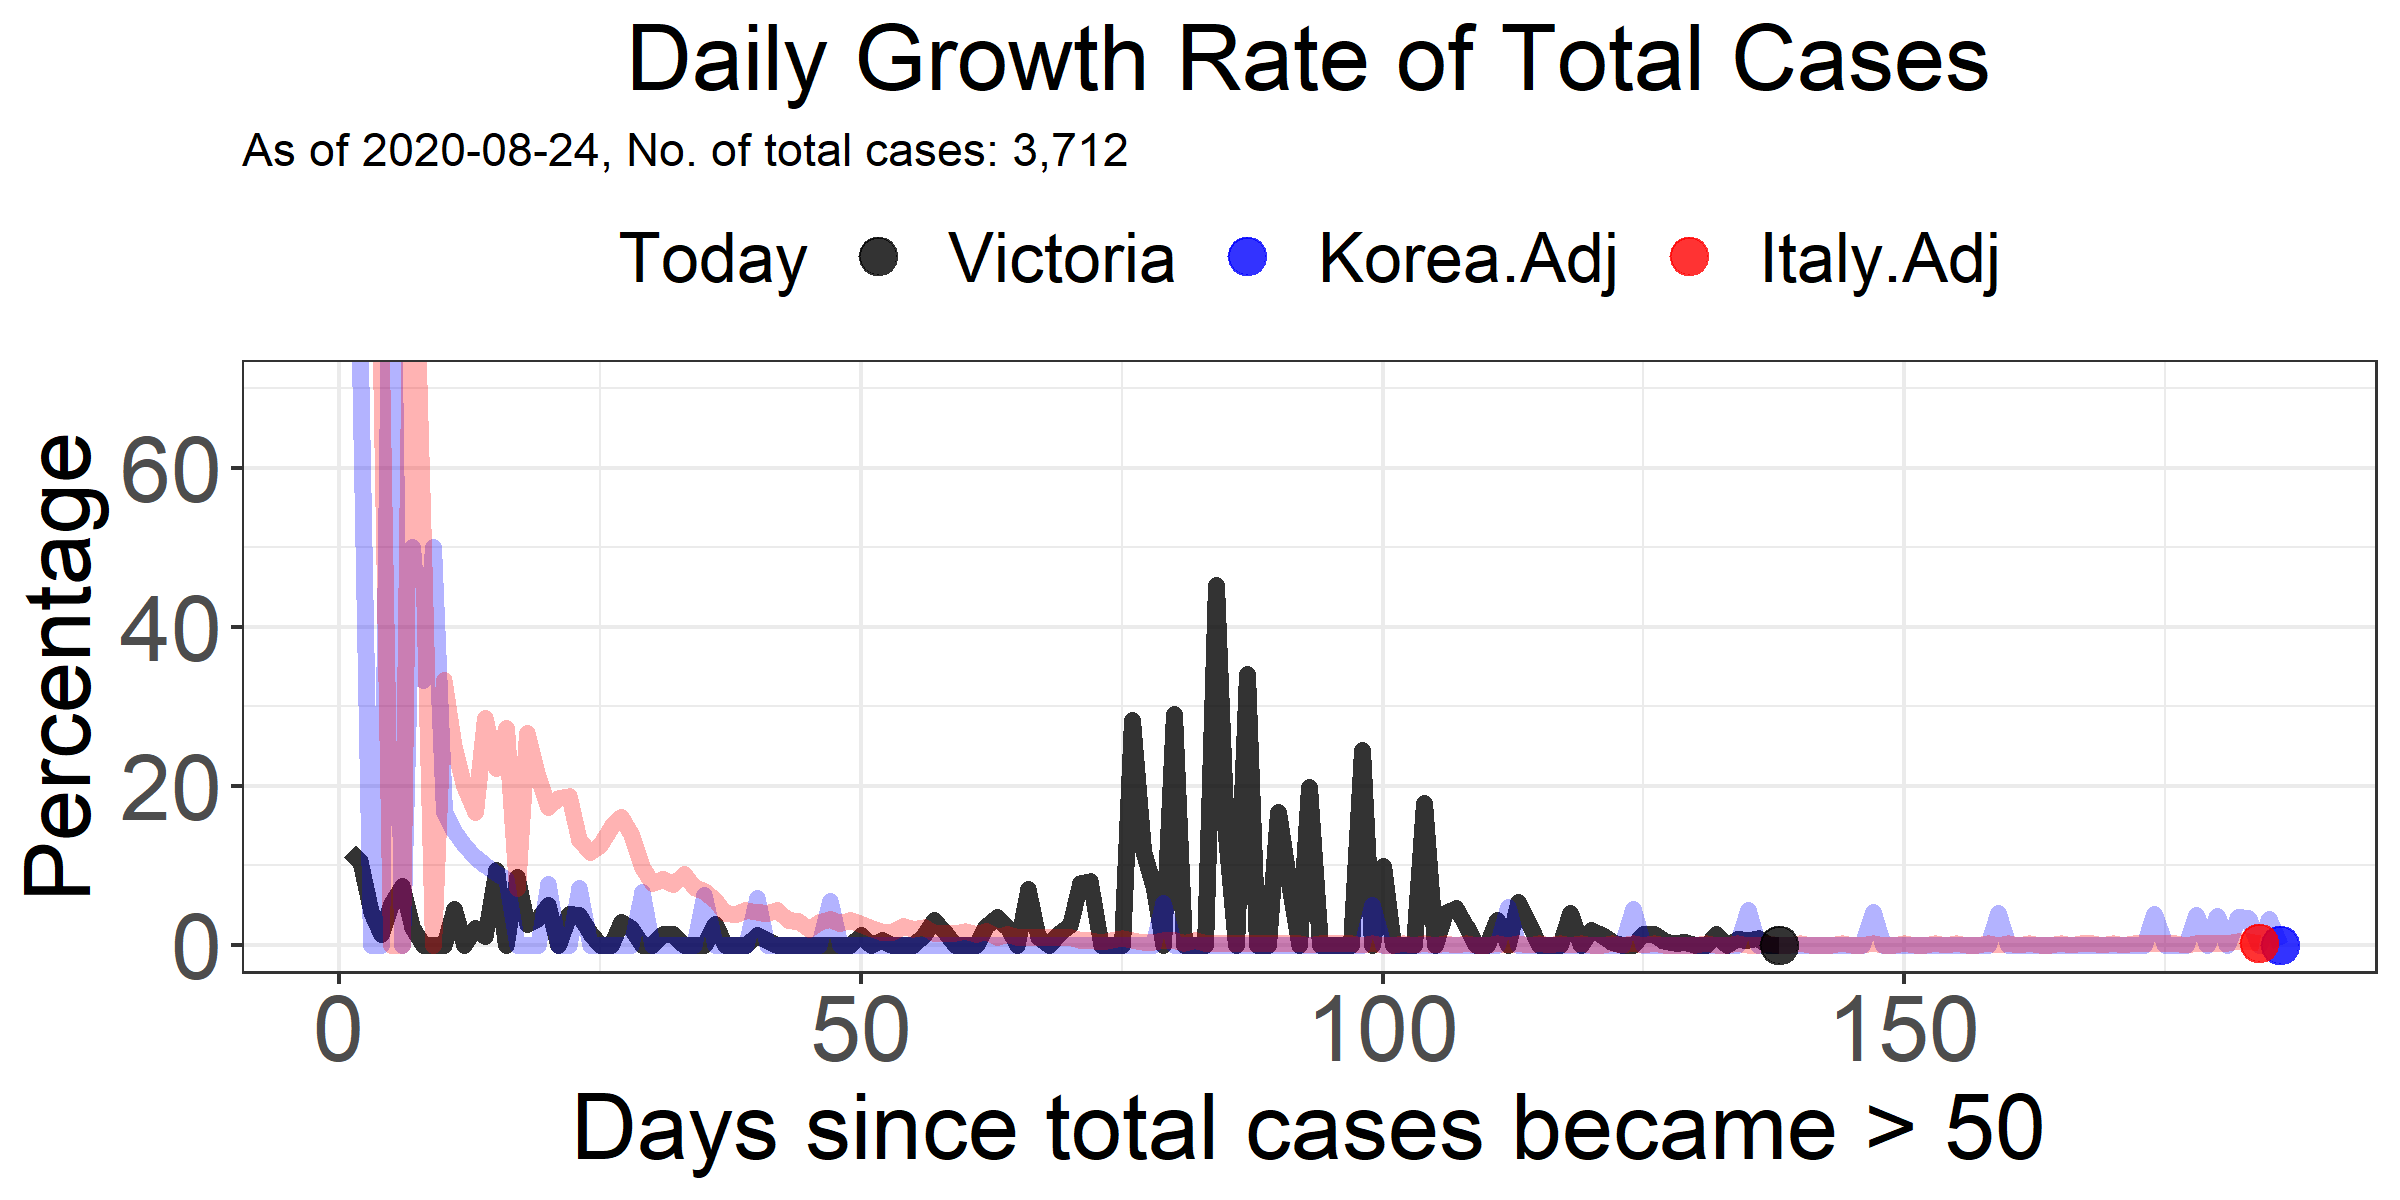 Daily Growth Rate of Total Cases
As of 2020-08-24, No. of total cases: 3,712
Today Victoria Korea.Adj Italy.Adj
Percentage
60
40
20
0
0 50 100 150
Days since total cases became > 50